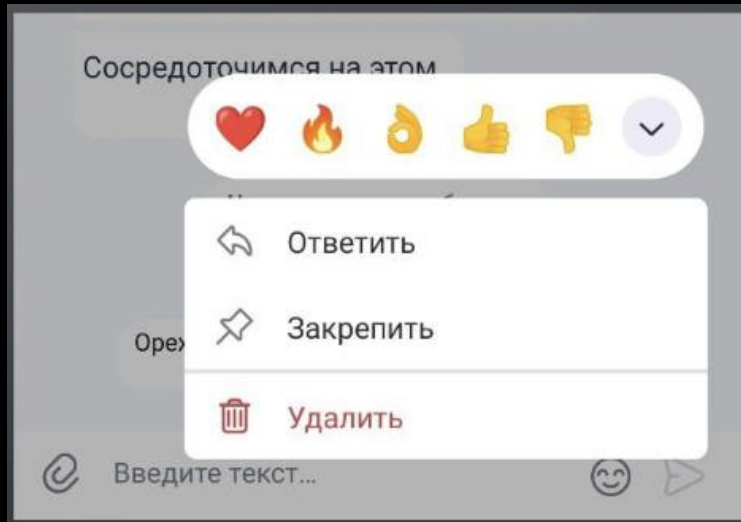 Сосредоточимся на этом
Ответить
Закрепить
Удалить
Введите текст...